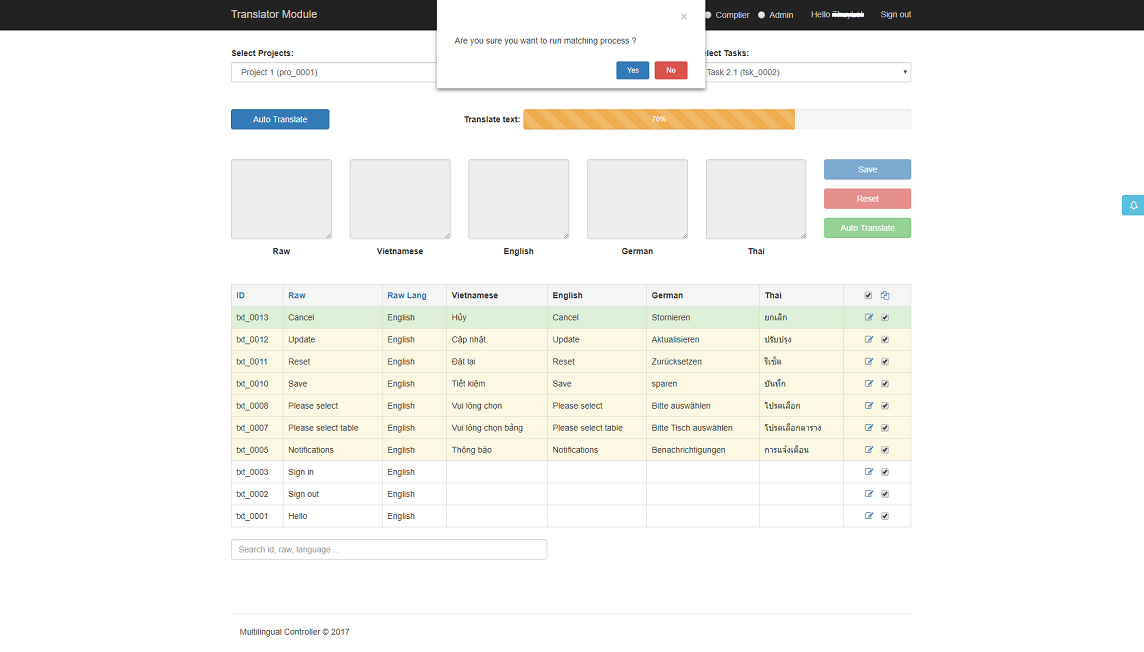 Translator Module
Complier Admin Hello Sign out
×
Are you sure you want to run matching process ?
Yes No
Select Projects:
Project 1 (pro_0001)
elect Tasks:
Task 2.1 (tsk_0002)
Auto Translate
Translate text: 70%
Save
Reset
Auto Translate
Raw Vietnamese English German Thai
ID Raw Raw Lang Vietnamese English German Thai
txt_0013 Cancel English Hủy Cancel Stornieren ยกเลิก
txt_0012 Update English Cập nhật Update Aktualisieren ปรับปรุง
txt_0011 Reset English Đặt lại Reset Zurücksetzen รีเซ็ต
txt_0010 Save English Tiết kiệm Save sparen บันทึก
txt_0008 Please select English Vui lòng chọn Please select Bitte auswählen โปรดเลือก
txt_0007 Please select table English Vui lòng chọn bảng Please select table Bitte Tisch auswählen โปรดเลือกตาราง
txt_0005 Notifications English Thông báo Notifications Benachrichtigungen การแจ้งเตือน
txt_0003 Sign in English
txt_0002 Sign out English
txt_0001 Hello English
Search id, raw, language ...
Multilingual Controller © 2017